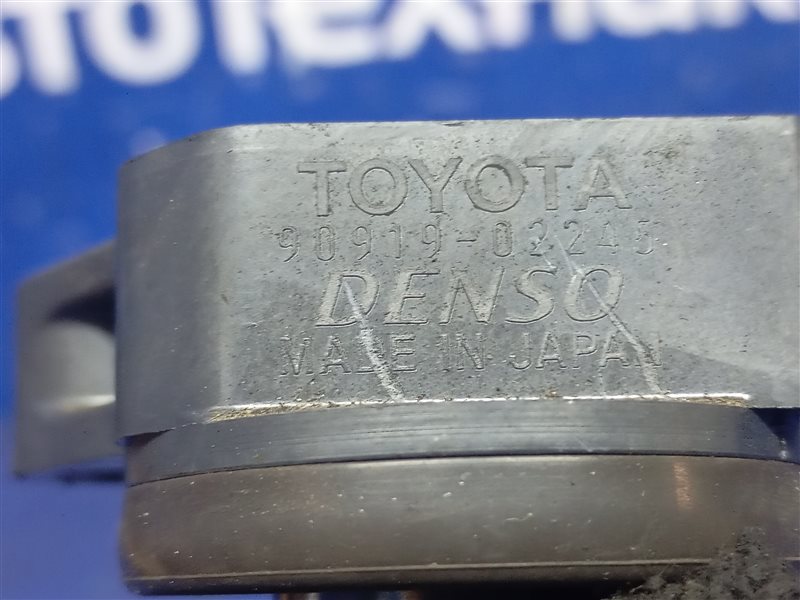 TOYOTA
90919-02245
DENSO
MADE IN JAPAN